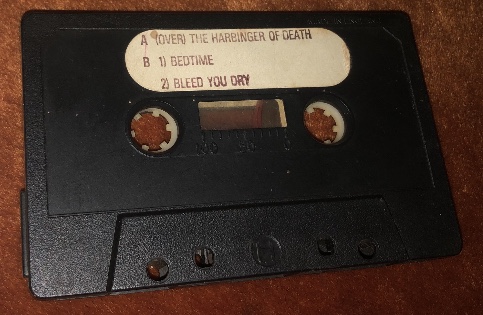 A (OVER) THE HARBINGER OF DEATH
B 1) BEDTIME
2) BLEED YOU DRY